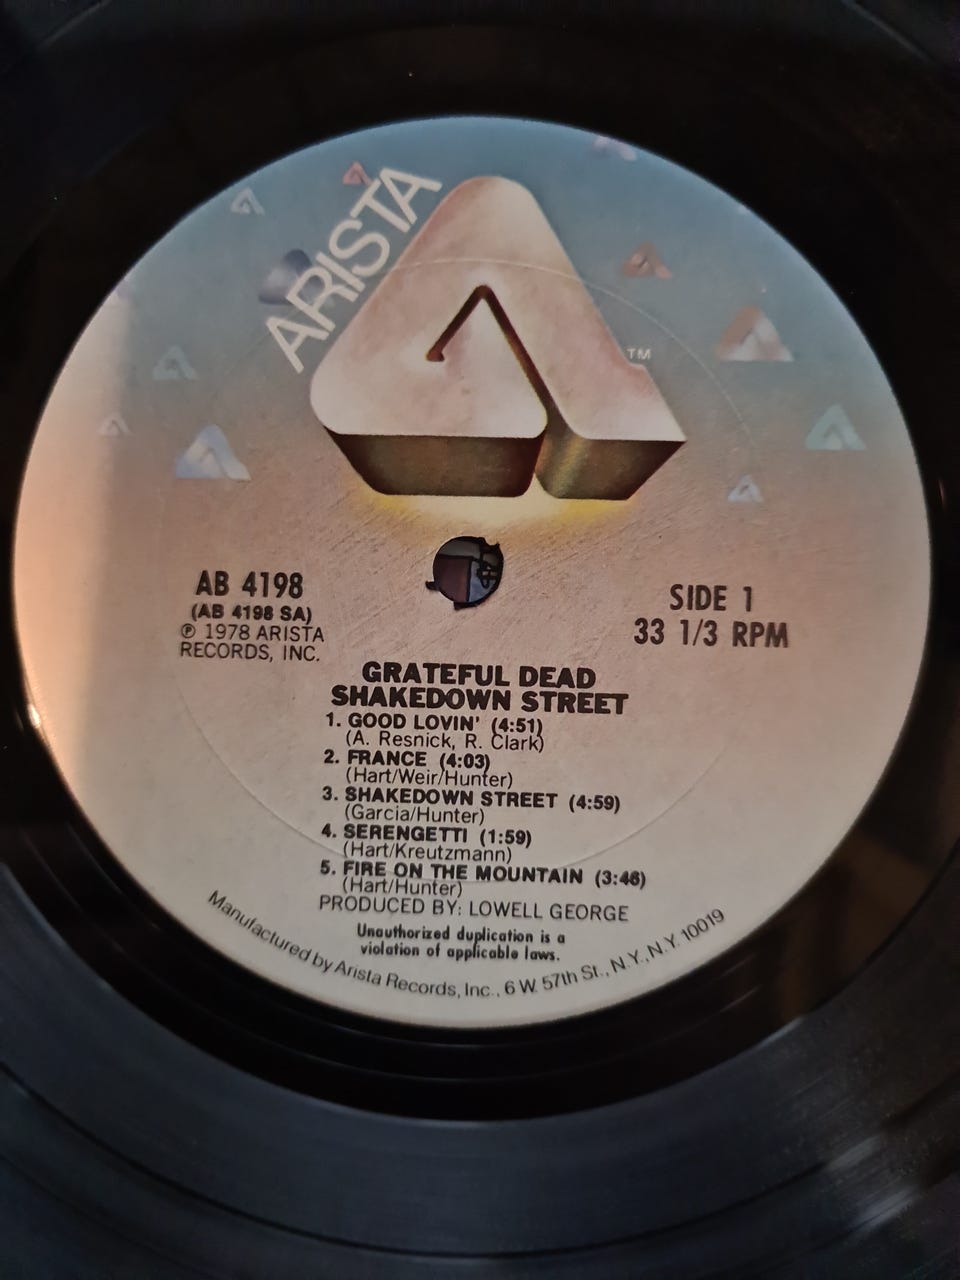 ARISTA
TM
AB 4198
(AB 4198 SA)
℗ 1978 ARISTA
RECORDS, INC.
SIDE 1
33 1/3 RPM
GRATEFUL DEAD
SHAKEDOWN STREET
1. GOOD LOVIN' (4:51)
(A. Resnick, R. Clark)
2. FRANCE (4:03)
(Hart/Weir/Hunter)
3. SHAKEDOWN STREET (4:59)
(Garcia/Hunter)
4. SERENGETTI (1:59)
(Hart/Kreutzmann)
5. FIRE ON THE MOUNTAIN (3:46)
(Hart/Hunter)
PRODUCED BY: LOWELL GEORGE
Unauthorized duplication is a
violation of applicable laws.
Manufactured by Arista Records, Inc., 6 W. 57th St., N.Y., N.Y. 10019